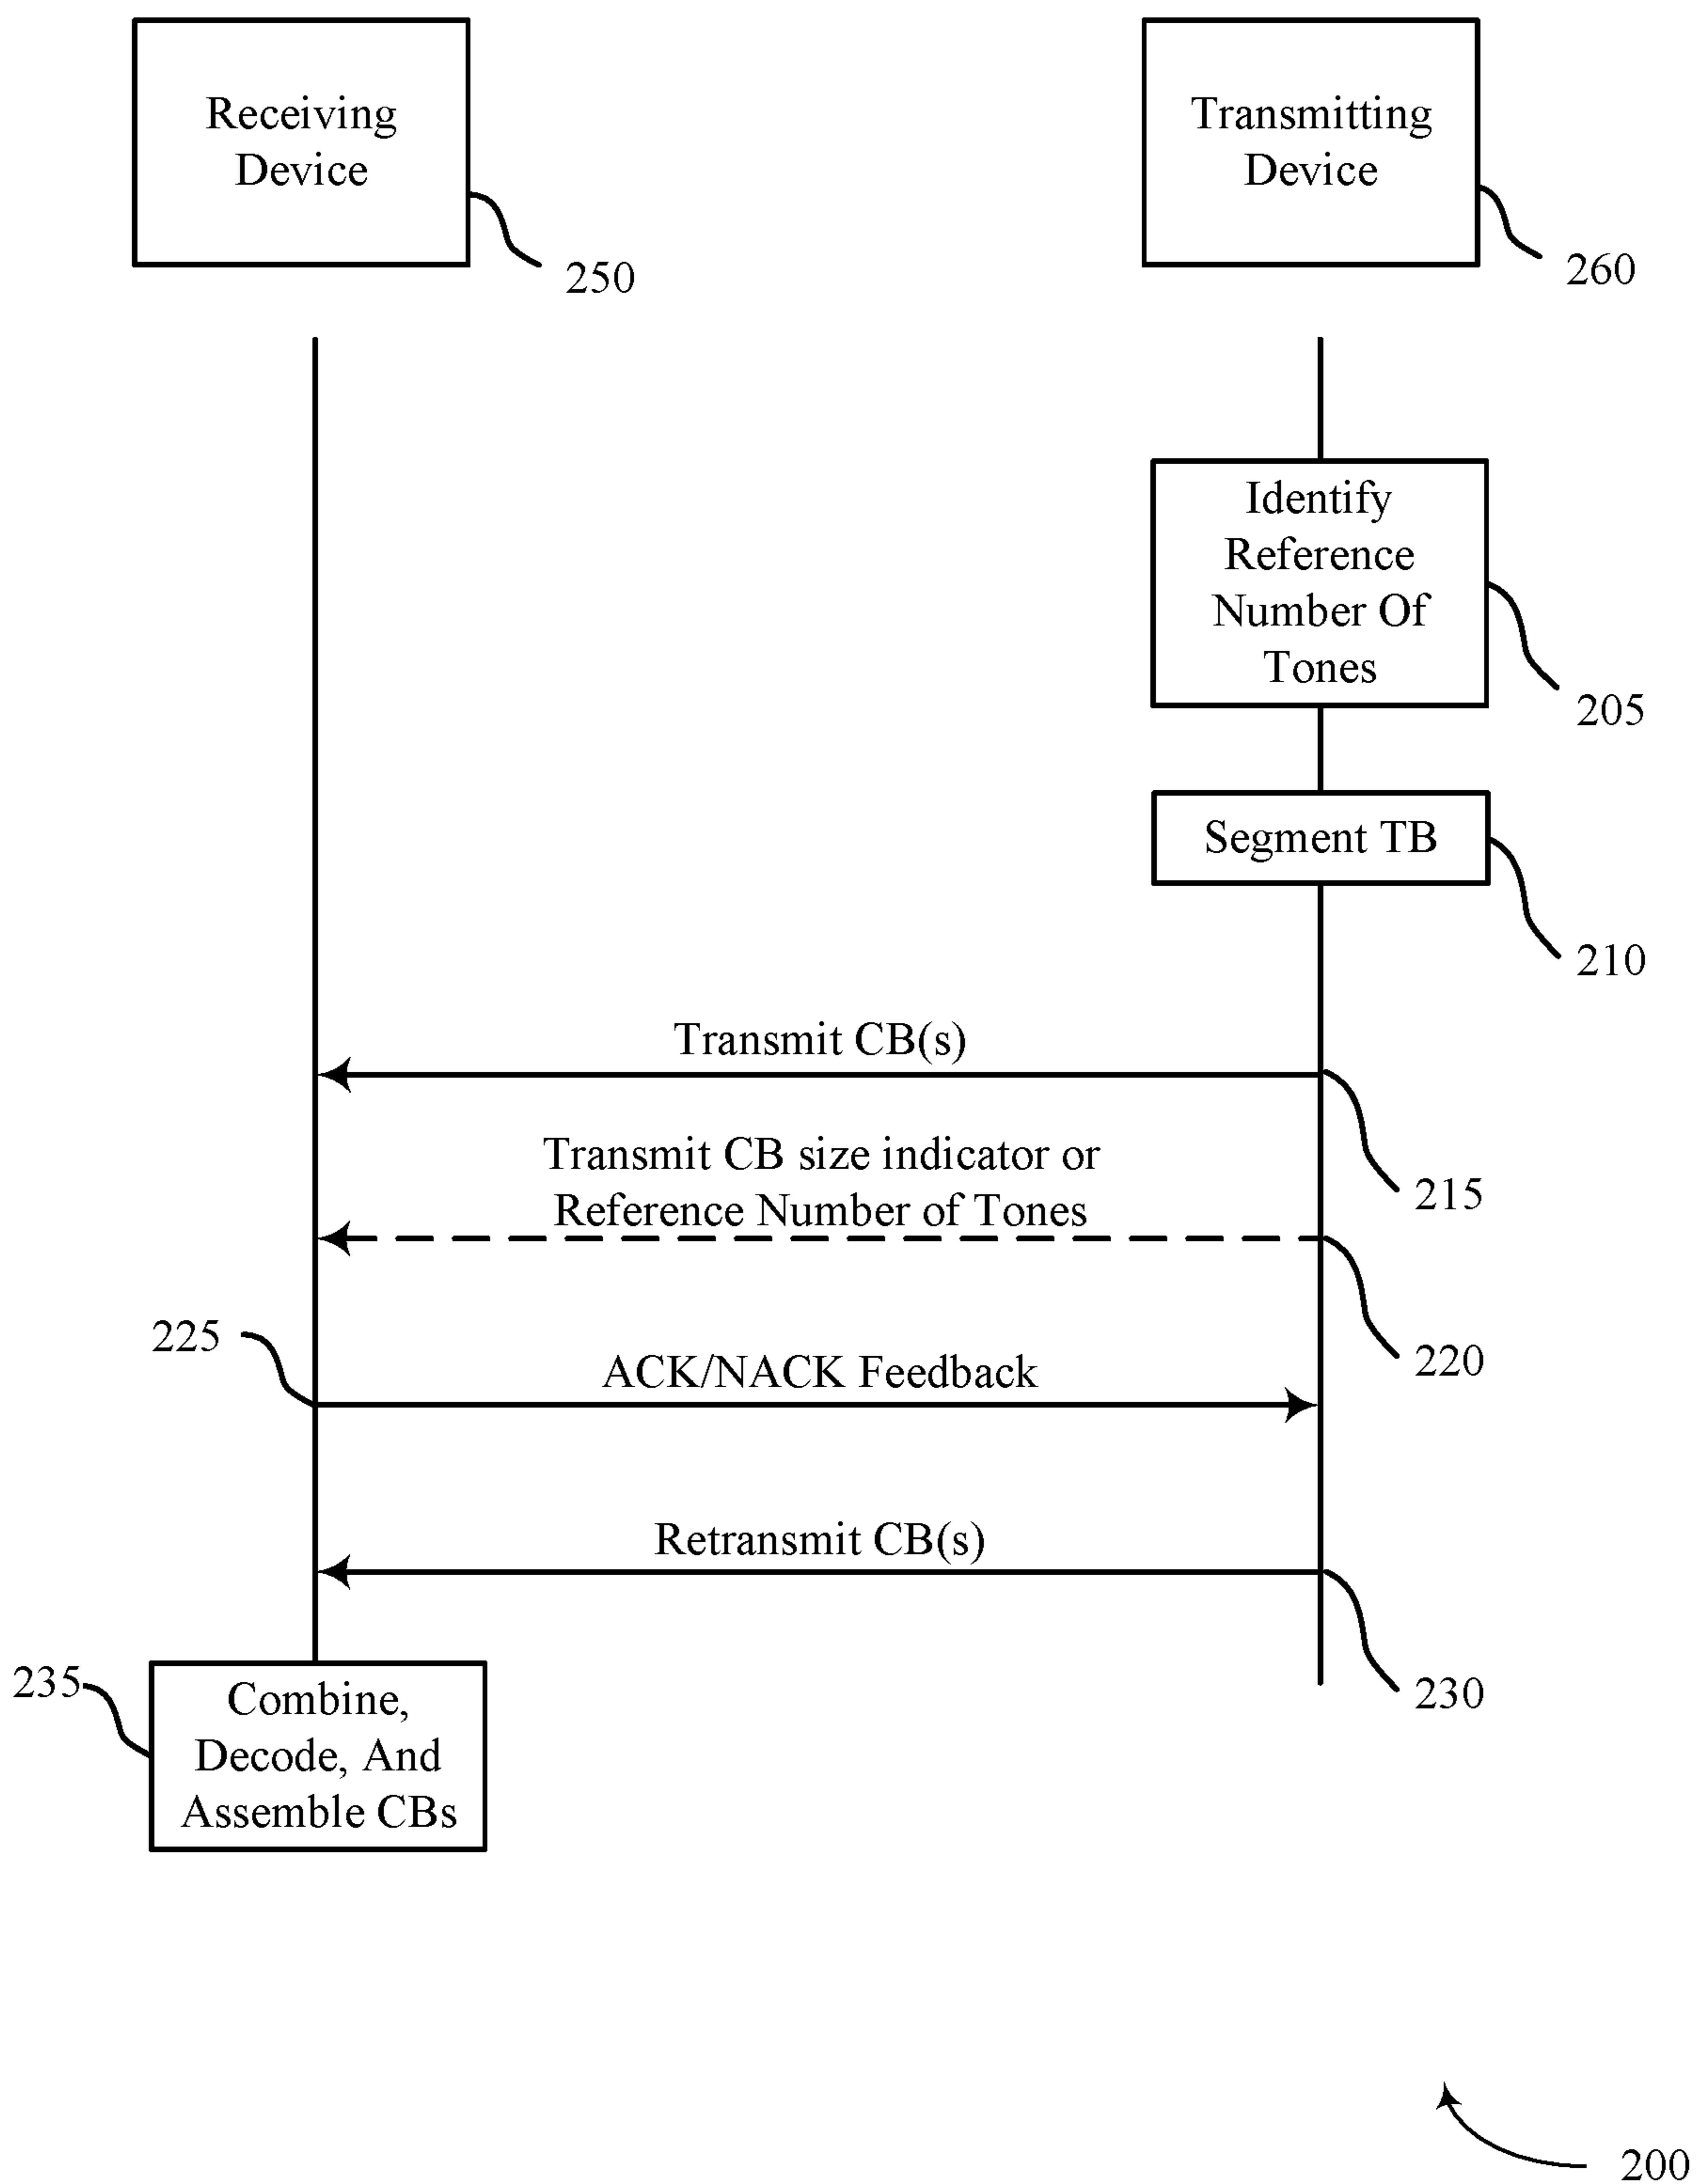 Receiving
Device
250
Transmitting
Device
260
Identify
Reference
Number Of
Tones
205
Segment TB
210
Transmit CB(s)
215
Transmit CB size indicator or
Reference Number of Tones
220
225
ACK/NACK Feedback
Retransmit CB(s)
230
235
Combine,
Decode, And
Assemble CBs
200